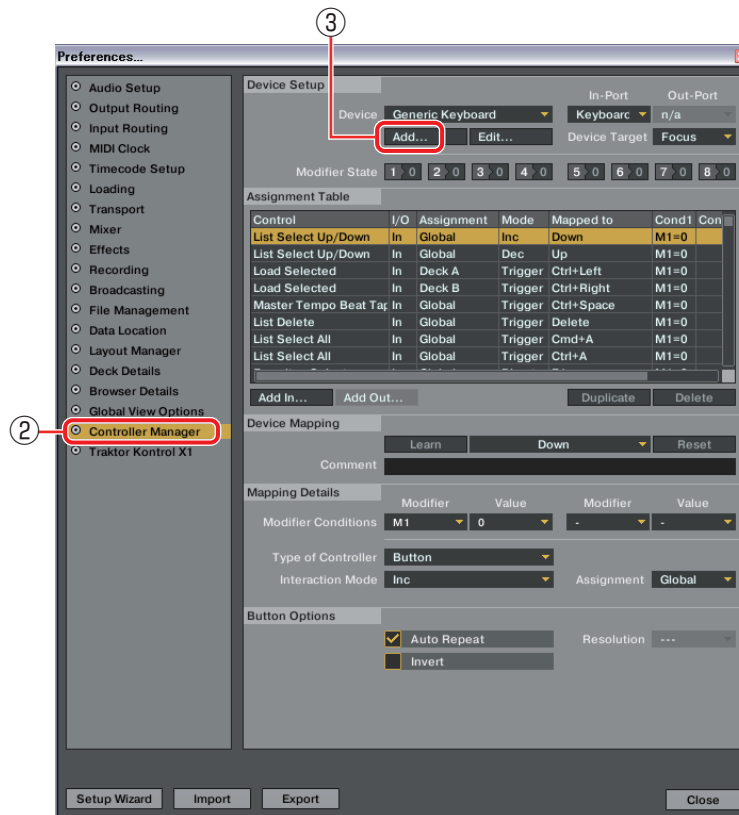 ③
Preferences...
Audio Setup
Output Routing
Input Routing
MIDI Clock
Timecode Setup
Loading
Transport
Mixer
Effects
Recording
Broadcasting
File Management
Data Location
Layout Manager
Deck Details
Browser Details
Global View Options
② Controller Manager
Traktor Kontrol X1
Device Setup
In-Port Out-Port
Device Generic Keyboard Keyboarc n/a
Add... Edit... Device Target Focus
Modifier State 1 0 2 0 3 0 4 0 5 0 6 0 7 0 8 0
Assignment Table
Control I/O Assignment Mode Mapped to Cond1 Con
List Select Up/Down In Global Inc Down M1=0
List Select Up/Down In Global Dec Up M1=0
Load Selected In Deck A Trigger Ctrl+Left M1=0
Load Selected In Deck B Trigger Ctrl+Right M1=0
Master Tempo Beat Tap In Global Trigger Ctrl+Space M1=0
List Delete In Global Trigger Delete M1=0
List Select All In Global Trigger Cmd+A M1=0
List Select All In Global Trigger Ctrl+A M1=0
Add In... Add Out... Duplicate Delete
Device Mapping
Learn Down Reset
Comment
Mapping Details
Modifier Value Modifier Value
Modifier Conditions M1 0 - -
Type of Controller Button
Interaction Mode Inc Assignment Global
Button Options
Auto Repeat Resolution ---
Invert
Setup Wizard Import Export Close